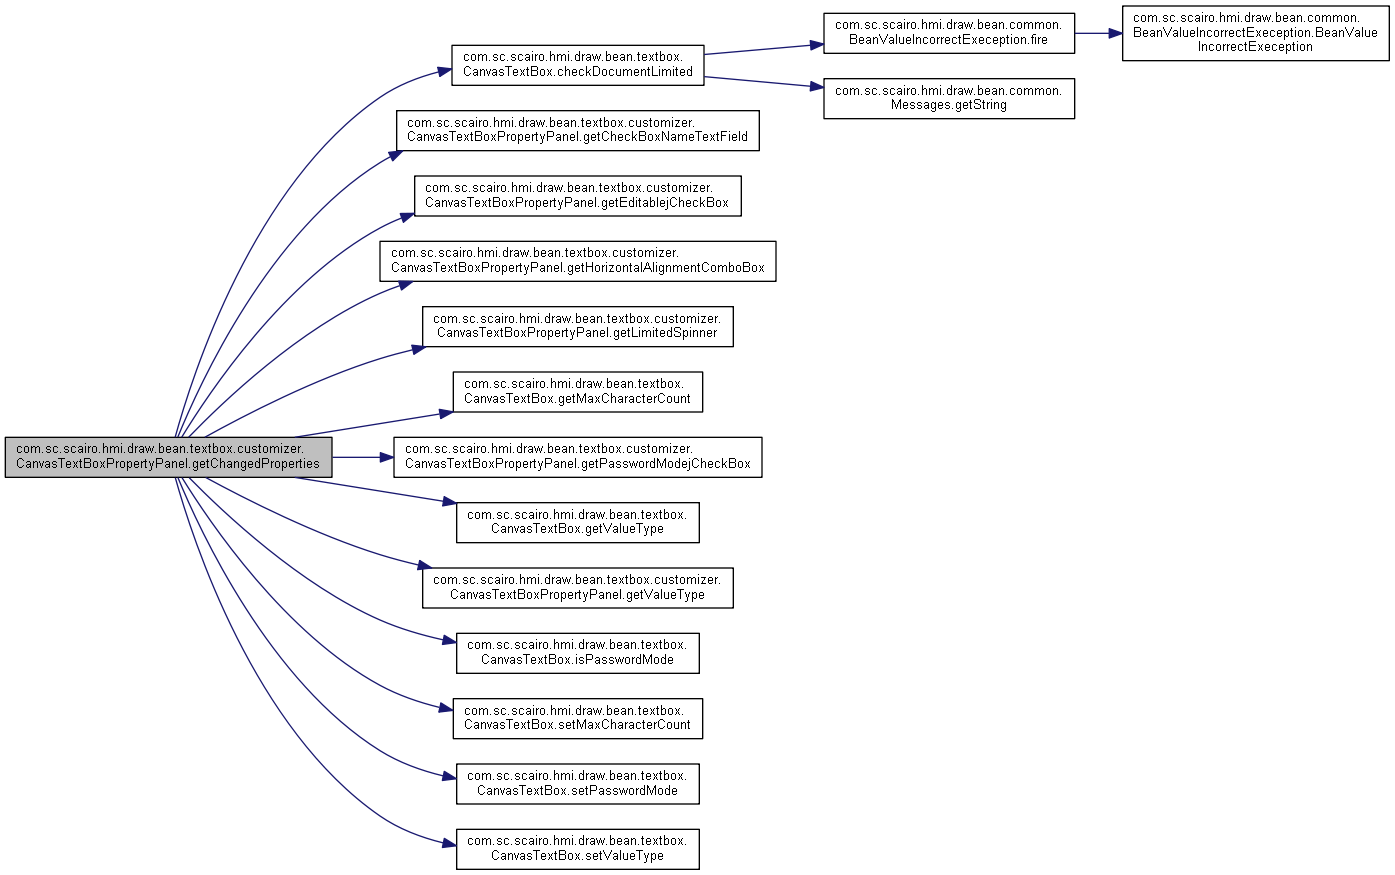 com.sc.scairo.hmi.draw.bean.textbox.customizer.
CanvasTextBoxPropertyPanel.getChangedProperties
com.sc.scairo.hmi.draw.bean.textbox.
CanvasTextBox.checkDocumentLimited
com.sc.scairo.hmi.draw.bean.common.
BeanValueIncorrectExeception.fire
com.sc.scairo.hmi.draw.bean.common.
BeanValueIncorrectExeception.BeanValue
IncorrectExeception
com.sc.scairo.hmi.draw.bean.common.
Messages.getString
com.sc.scairo.hmi.draw.bean.textbox.customizer.
CanvasTextBoxPropertyPanel.getCheckBoxNameTextField
com.sc.scairo.hmi.draw.bean.textbox.customizer.
CanvasTextBoxPropertyPanel.getEditablejCheckBox
com.sc.scairo.hmi.draw.bean.textbox.customizer.
CanvasTextBoxPropertyPanel.getHorizontalAlignmentComboBox
com.sc.scairo.hmi.draw.bean.textbox.customizer.
CanvasTextBoxPropertyPanel.getLimitedSpinner
com.sc.scairo.hmi.draw.bean.textbox.
CanvasTextBox.getMaxCharacterCount
com.sc.scairo.hmi.draw.bean.textbox.customizer.
CanvasTextBoxPropertyPanel.getPasswordModejCheckBox
com.sc.scairo.hmi.draw.bean.textbox.
CanvasTextBox.getValueType
com.sc.scairo.hmi.draw.bean.textbox.customizer.
CanvasTextBoxPropertyPanel.getValueType
com.sc.scairo.hmi.draw.bean.textbox.
CanvasTextBox.isPasswordMode
com.sc.scairo.hmi.draw.bean.textbox.
CanvasTextBox.setMaxCharacterCount
com.sc.scairo.hmi.draw.bean.textbox.
CanvasTextBox.setPasswordMode
com.sc.scairo.hmi.draw.bean.textbox.
CanvasTextBox.setValueType